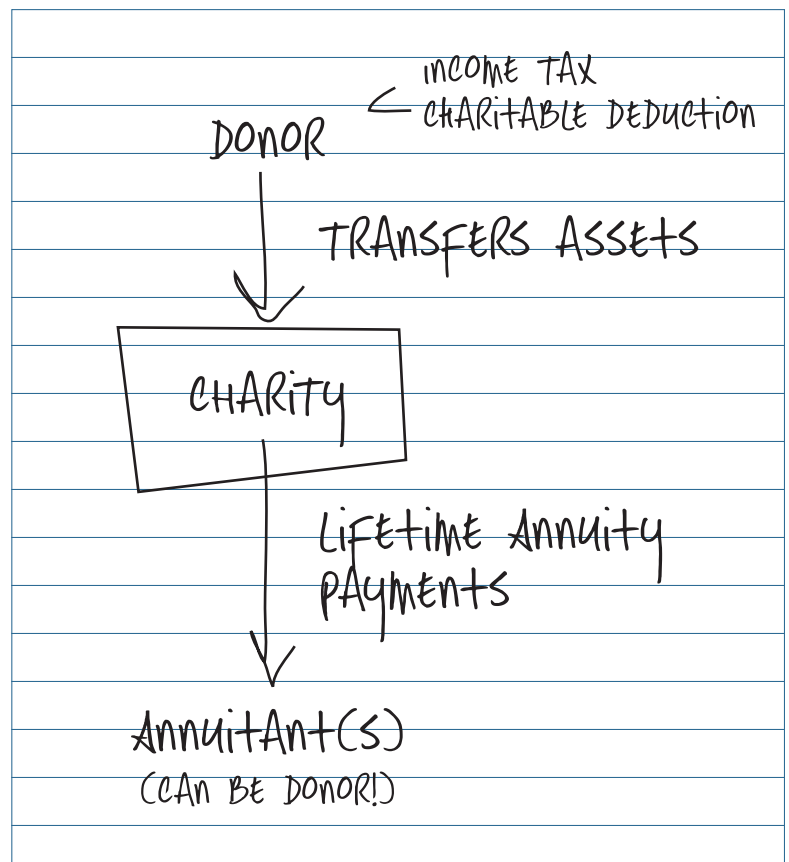 INCOME TAX
CHARITABLE DEDUCTION
DONOR
TRANSFERS ASSETS
CHARITY
LIFETIME ANNUITY
PAYMENTS
ANNUITANT(S)
(CAN BE DONOR!)